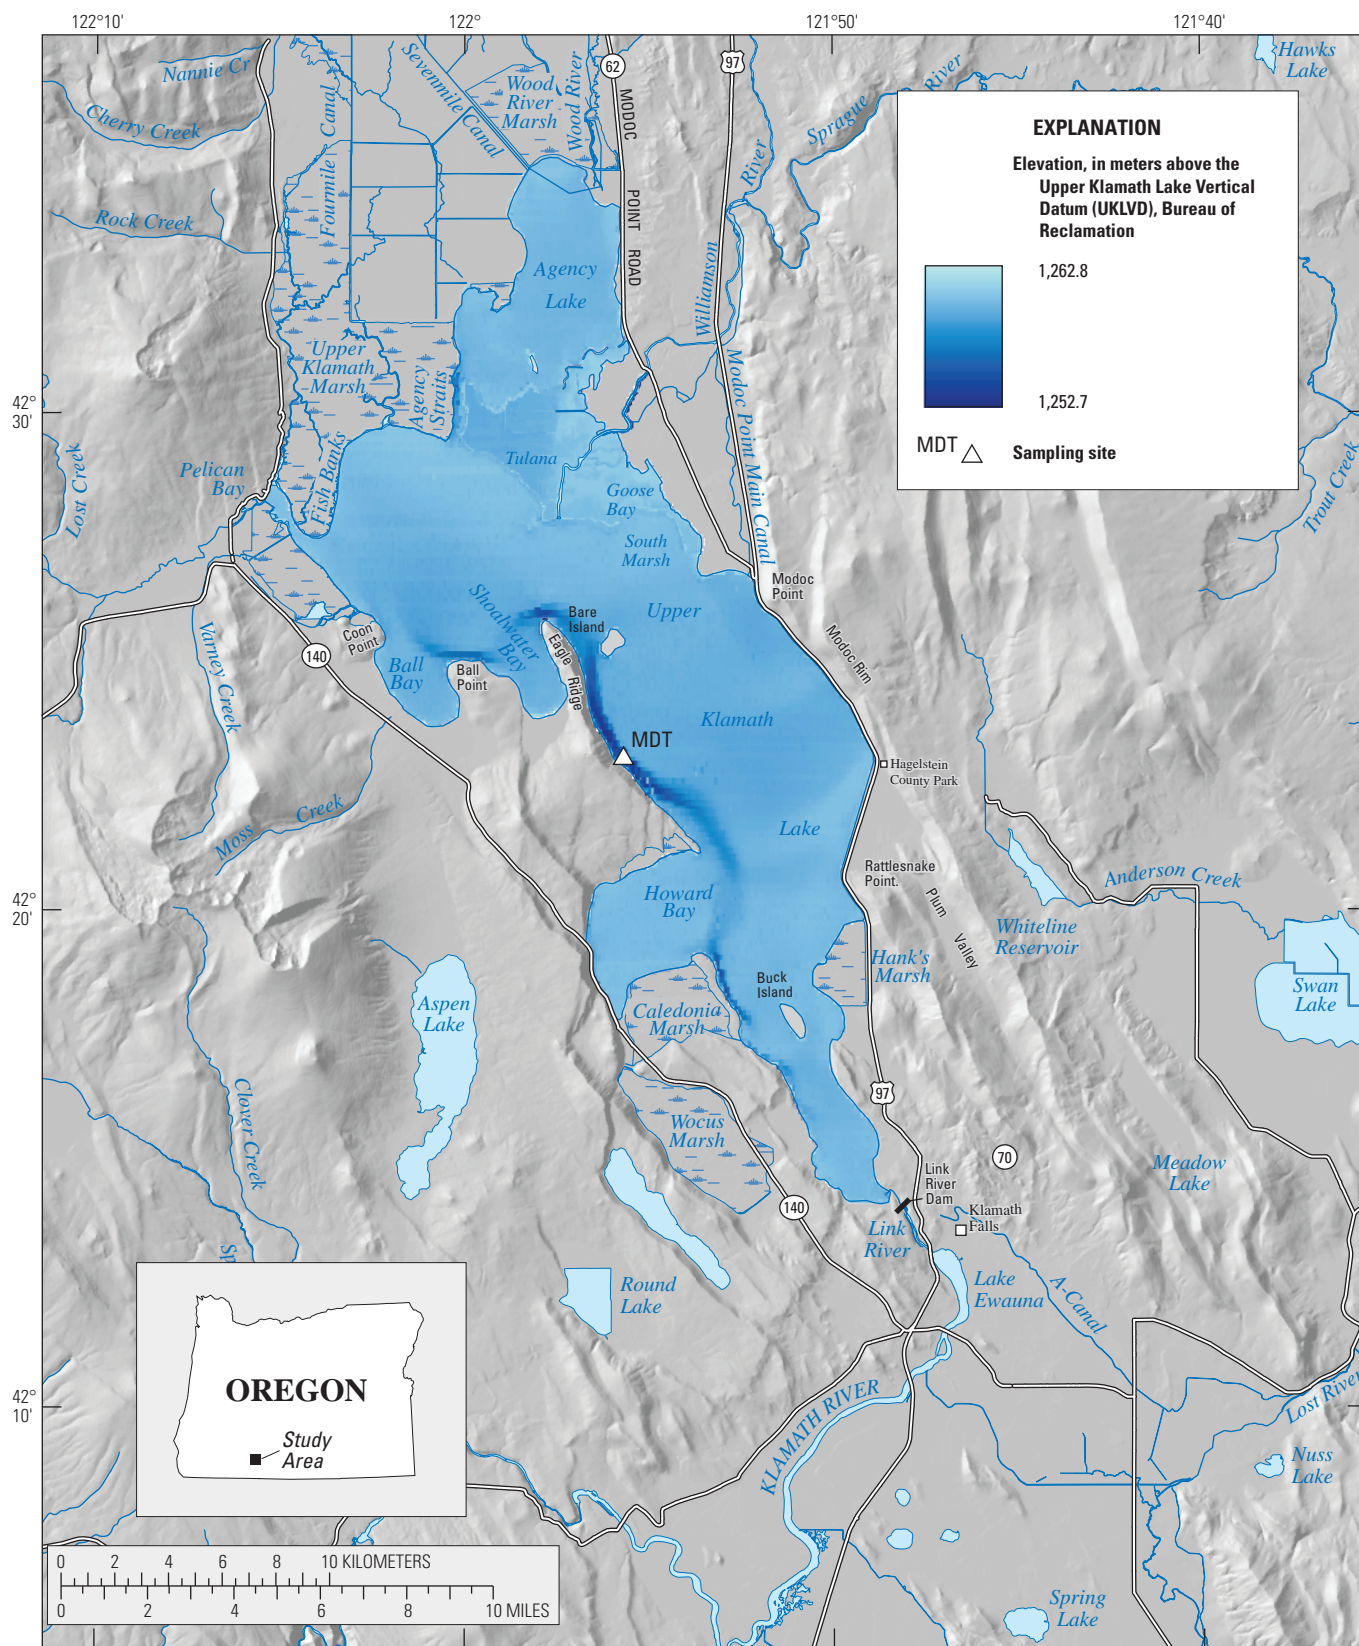 122°10'
122°
121°50'
121°40'
Nannie Cr
Cherry Creek
Rock Creek
Fourmile Canal
Sevenmile Canal
Wood
River
Marsh
Wood River
62
97
MODOC
POINT
ROAD
Sprague
River
River
Williamson
Hawks
Lake
EXPLANATION
Elevation, in meters above the
Upper Klamath Lake Vertical
Datum (UKLVD), Bureau of
Reclamation
1,262.8
1,252.7
MDT
Sampling site
Agency
Lake
Upper
Klamath
Marsh
Agency
Straits
42°
30'
Modoc Point Main Canal
Lost Creek
Pelican
Bay
Fish Banks
Tulana
Goose
Bay
South
Marsh
Trout Creek
Modoc
Point
Upper
Shoalwater
Bay
Bare
Island
Eagle
Ridge
Coon
Point
140
Ball
Bay
Ball
Point
Modoc Rim
Varney Creek
Klamath
MDT
Hagelstein
County Park
Moss
Creek
Lake
Rattlesnake
Point.
Plum
Valley
Anderson Creek
Howard
Bay
42°
20'
Whiteline
Reservoir
Hank's
Marsh
Swan
Lake
Buck
Island
Aspen
Lake
Caledonia
Marsh
Clover Creek
97
Wocus
Marsh
70
Meadow
Lake
Link
River
Dam
140
Klamath
Falls
Link
River
Sp
Round
Lake
Lake
Ewauna
A-Canal
OREGON
Study
Area
42°
10'
KLAMATH RIVER
Lost River
Nuss
Lake
Spring
Lake
0 2 4 6 8 10 KILOMETERS
0 2 4 6 8 10 MILES